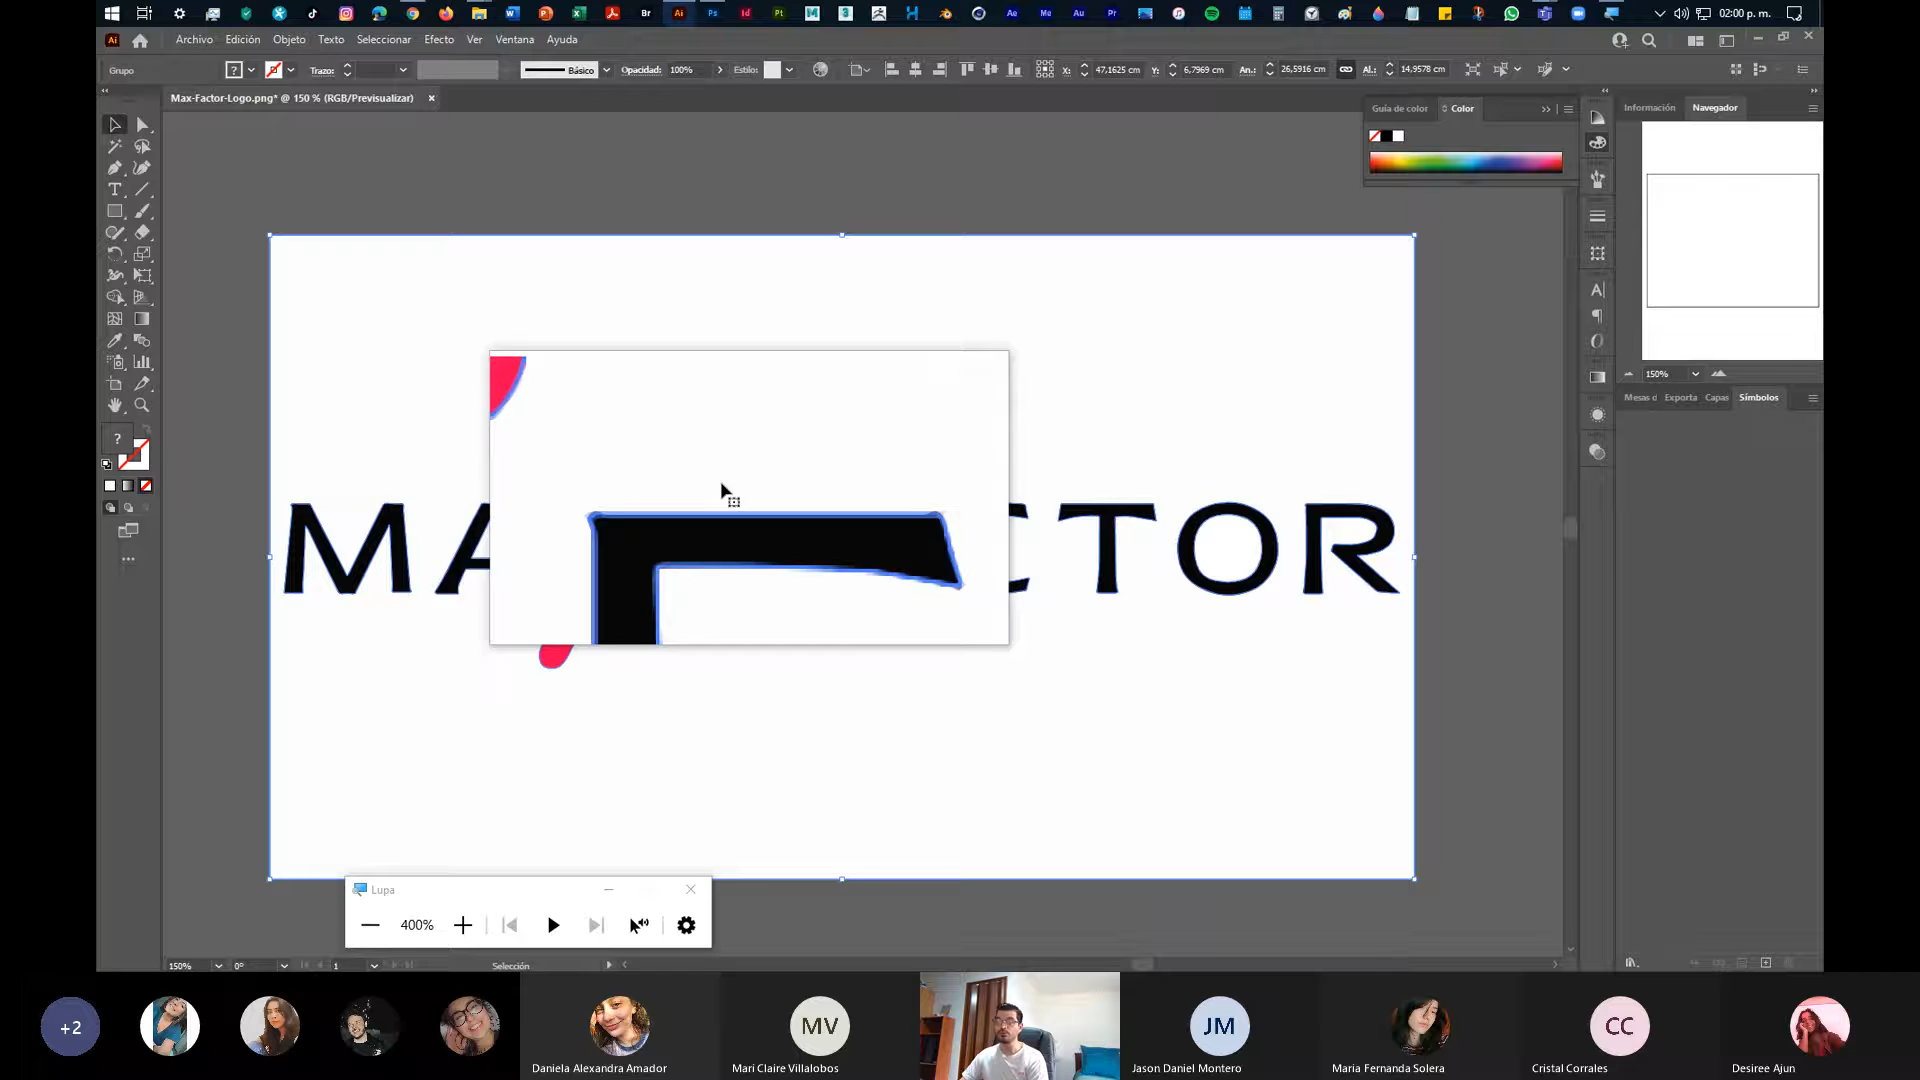 02:00 p. m.
Archivo Edición Objeto Texto Seleccionar Efecto Ver Ventana Ayuda
Grupo Trazo: Básico Opacidad: 100% Estilo: X: 47,1625 cm Y: 6,7969 cm An.: 26,5916 cm Al.: 14,9578 cm
Max-Factor-Logo.png* @ 150 % (RGB/Previsualizar)
Guía de color Color
Información Navegador
150%
Mesas d Exporta Capas Símbolos
MA CTOR
Lupa
400%
150% 0° 1 Selección
+2
MV
JM
CC
Daniela Alexandra Amador
Mari Claire Villalobos
Jason Daniel Montero
Maria Fernanda Solera
Cristal Corrales
Desiree Ajun